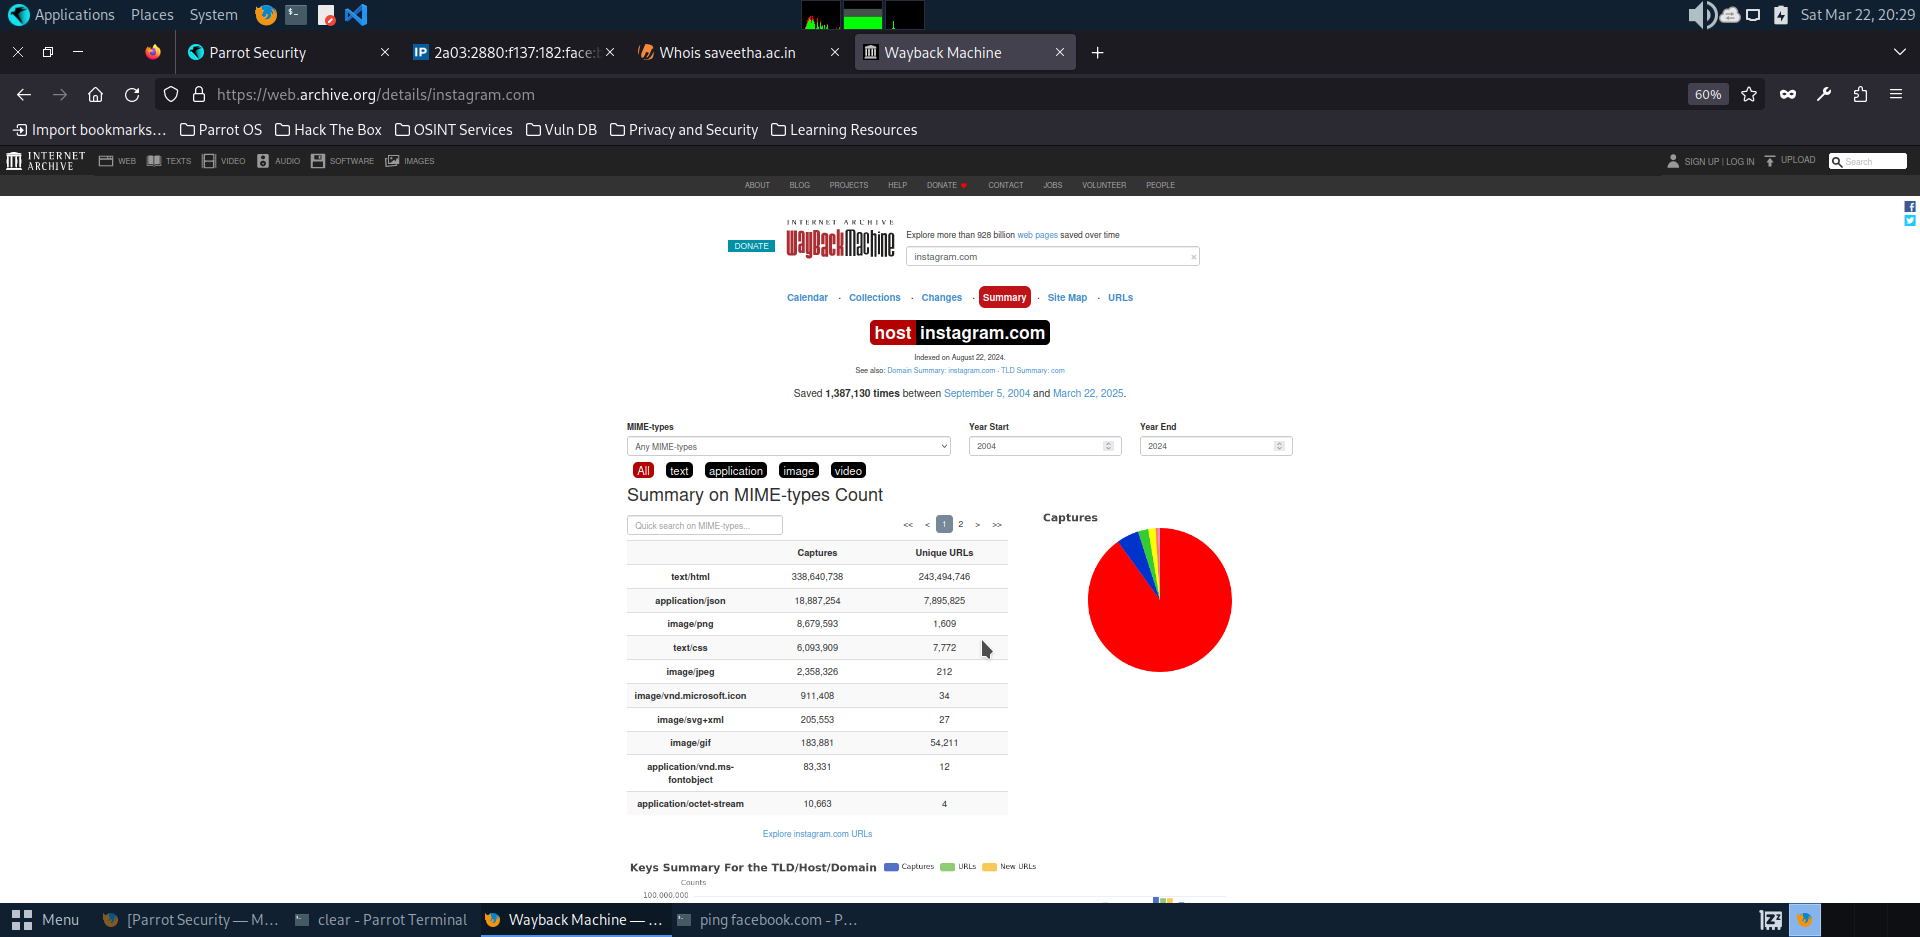 Applications Places System Sat Mar 22, 20:29
Parrot Security 2a03:2880:f137:182:face:b Whois saveetha.ac.in Wayback Machine
https://web.archive.org/details/instagram.com 60%
Import bookmarks... Parrot OS Hack The Box OSINT Services Vuln DB Privacy and Security Learning Resources
INTERNET ARCHIVE WEB TEXTS VIDEO AUDIO SOFTWARE IMAGES SIGN UP | LOG IN UPLOAD Search
ABOUT BLOG PROJECTS HELP DONATE CONTACT JOBS VOLUNTEER PEOPLE
INTERNET ARCHIVE
DONATE WayBackMachine Explore more than 928 billion web pages saved over time
instagram.com
Calendar · Collections · Changes · Summary · Site Map · URLs
host instagram.com
Indexed on August 22, 2024.
See also: Domain Summary: instagram.com - TLD Summary: com
Saved 1,387,130 times between September 5, 2004 and March 22, 2025.
MIME-types Year Start Year End
Any MIME-types 2004 2024
All text application image video
Summary on MIME-types Count
Quick search on MIME-types... << < 1 2 > >> Captures
Captures Unique URLs
text/html 338,640,738 243,494,746
application/json 18,887,254 7,895,825
image/png 8,679,593 1,609
text/css 6,093,909 7,772
image/jpeg 2,358,326 212
image/vnd.microsoft.icon 911,408 34
image/svg+xml 205,553 27
image/gif 183,881 54,211
application/vnd.ms-fontobject 83,331 12
application/octet-stream 10,663 4
Explore instagram.com URLs
Keys Summary For the TLD/Host/Domain Captures URLs New URLs
Counts
100,000,000
Menu [Parrot Security — M... clear - Parrot Terminal Wayback Machine — ... ping facebook.com - P...